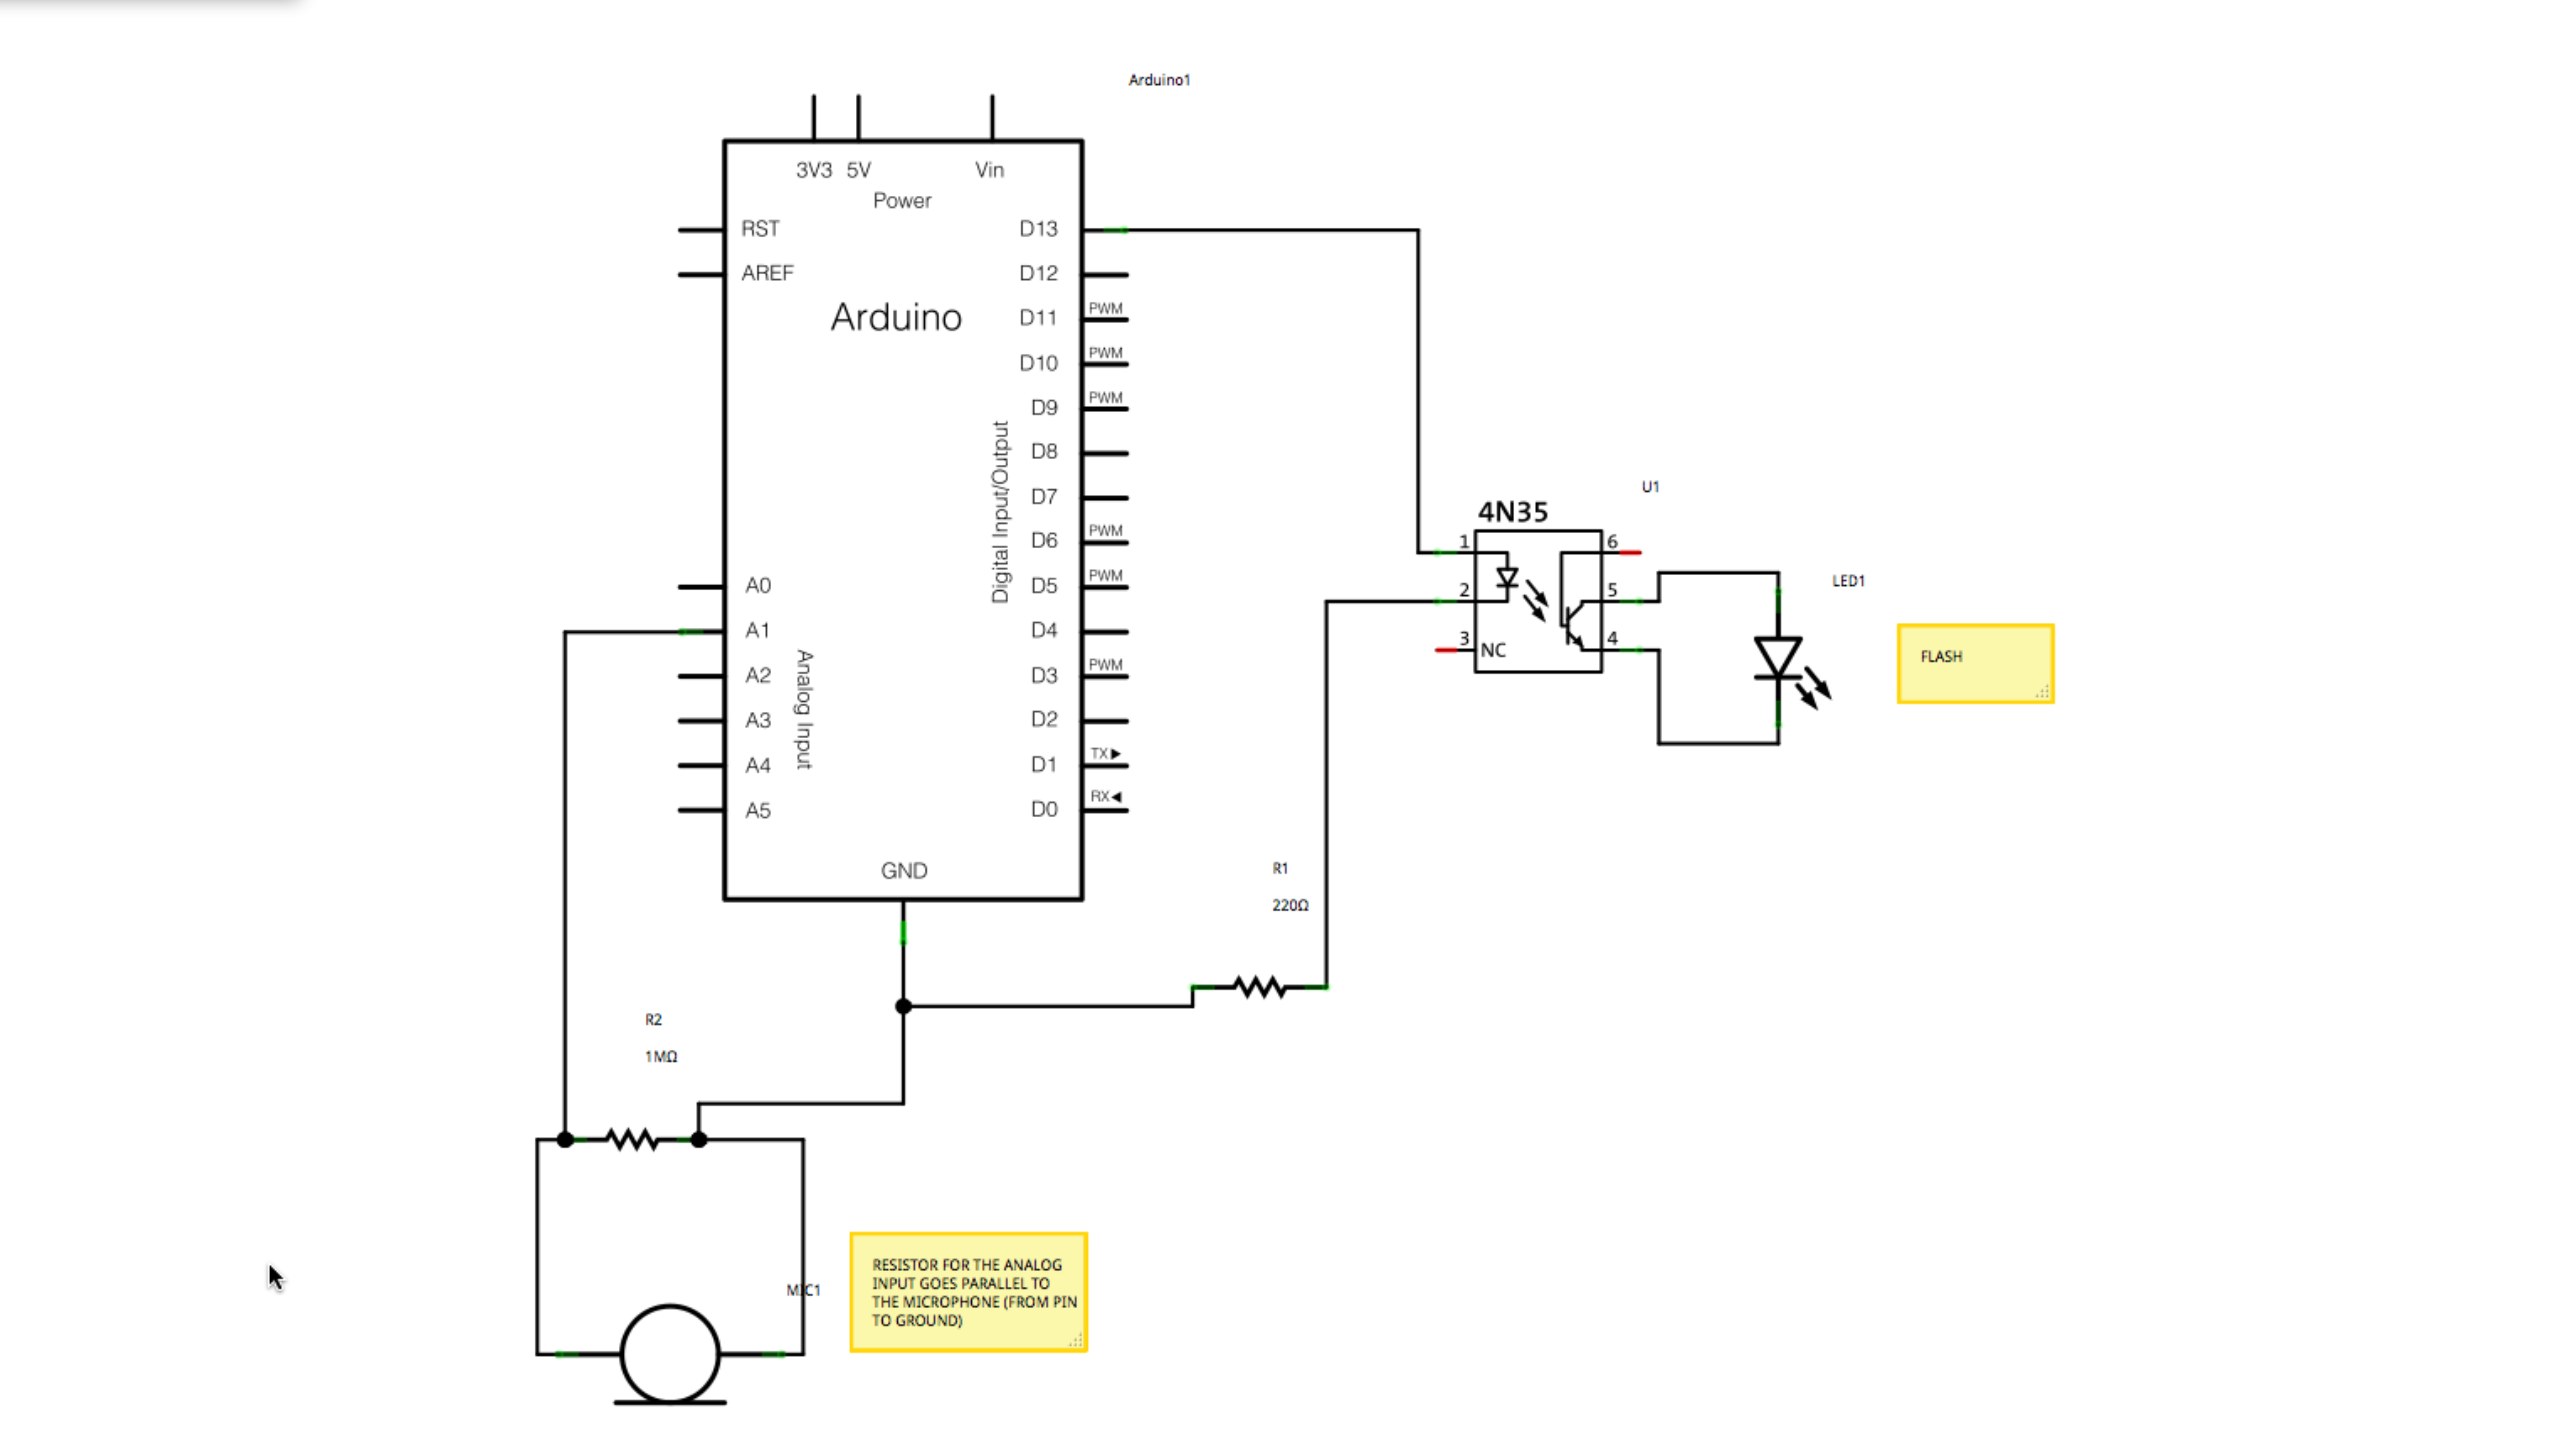 Arduino1
3V3 5V Vin
Power
RST
AREF
Arduino
D13
D12
D11 PWM
D10 PWM
D9 PWM
D8
D7
D6 PWM
D5 PWM
D4
D3 PWM
D2
D1 TX
D0 RX
Digital Input/Output
A0
A1
A2
A3
A4
A5
Analog Input
GND
U1
4N35
1
2
3
NC
6
5
4
LED1
FLASH
R1
220Ω
R2
1MΩ
MIC1
RESISTOR FOR THE ANALOG
INPUT GOES PARALLEL TO
THE MICROPHONE (FROM PIN
TO GROUND)